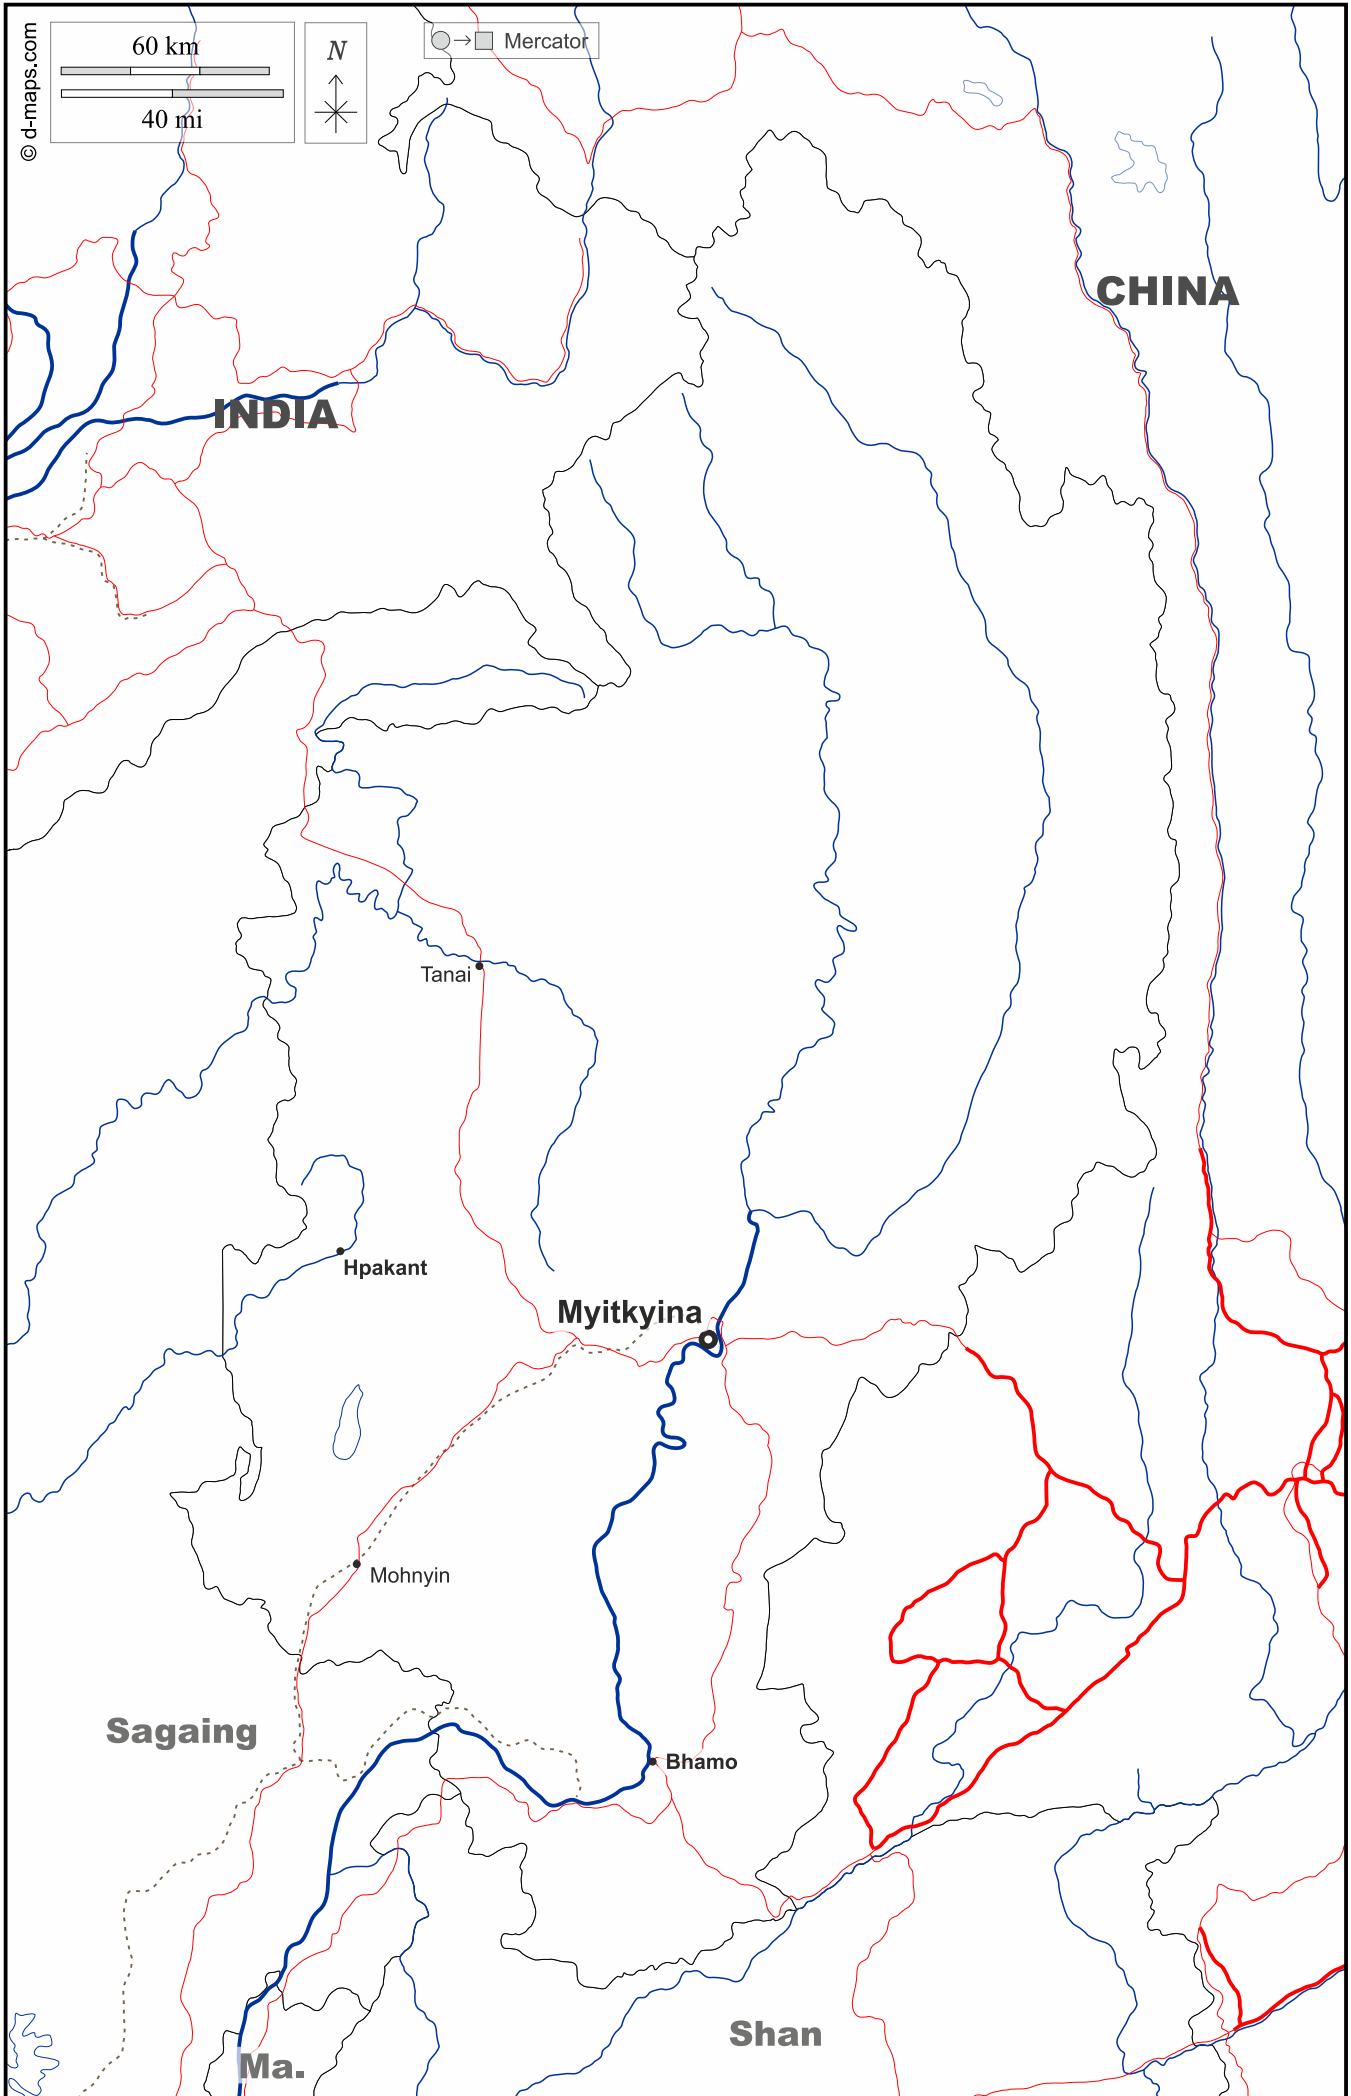 © d-maps.com
60 km
40 mi
N
Mercator
CHINA
INDIA
Tanai
Hpakant
Myitkyina
Mohnyin
Sagaing
Bhamo
Shan
Ma.